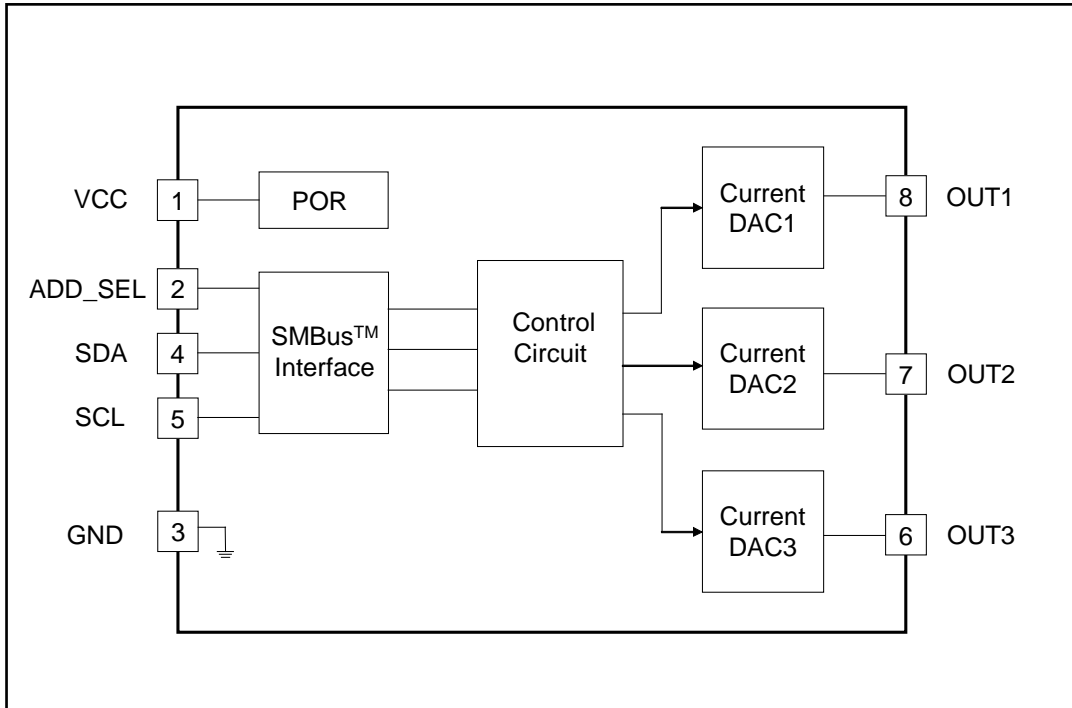 VCC
1
POR
ADD_SEL
2
SDA
4
SCL
5
GND
3
SMBus™
Interface
Control
Circuit
Current
DAC1
8
OUT1
Current
DAC2
7
OUT2
Current
DAC3
6
OUT3